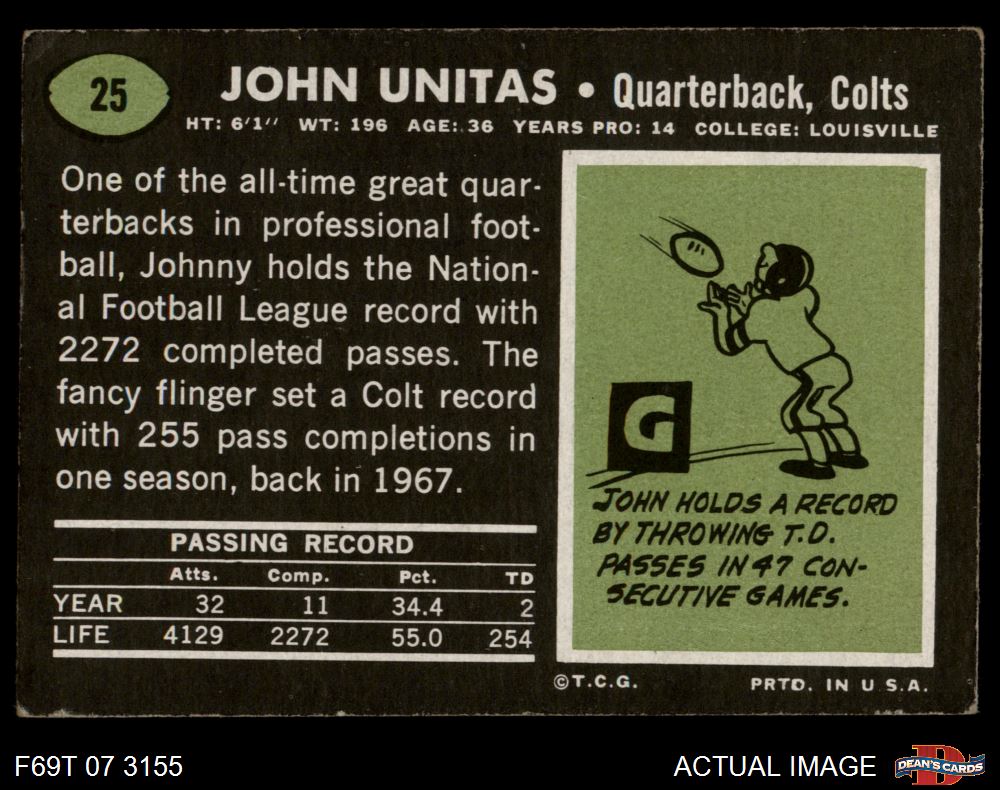 25
JOHN UNITAS • Quarterback, Colts
HT: 6'1" WT: 196 AGE: 36 YEARS PRO: 14 COLLEGE: LOUISVILLE
One of the all-time great quar-
terbacks in professional foot-
ball, Johnny holds the Nation-
al Football League record with
2272 completed passes. The
fancy flinger set a Colt record
with 255 pass completions in
one season, back in 1967.
PASSING RECORD
Atts. Comp. Pct. TD
YEAR 32 11 34.4 2
LIFE 4129 2272 55.0 254
G
JOHN HOLDS A RECORD
BY THROWING T.D.
PASSES IN 47 CON-
SECUTIVE GAMES.
©T.C.G. PRTD. IN U.S.A.
F69T 07 3155 ACTUAL IMAGE D DEAN'S CARDS